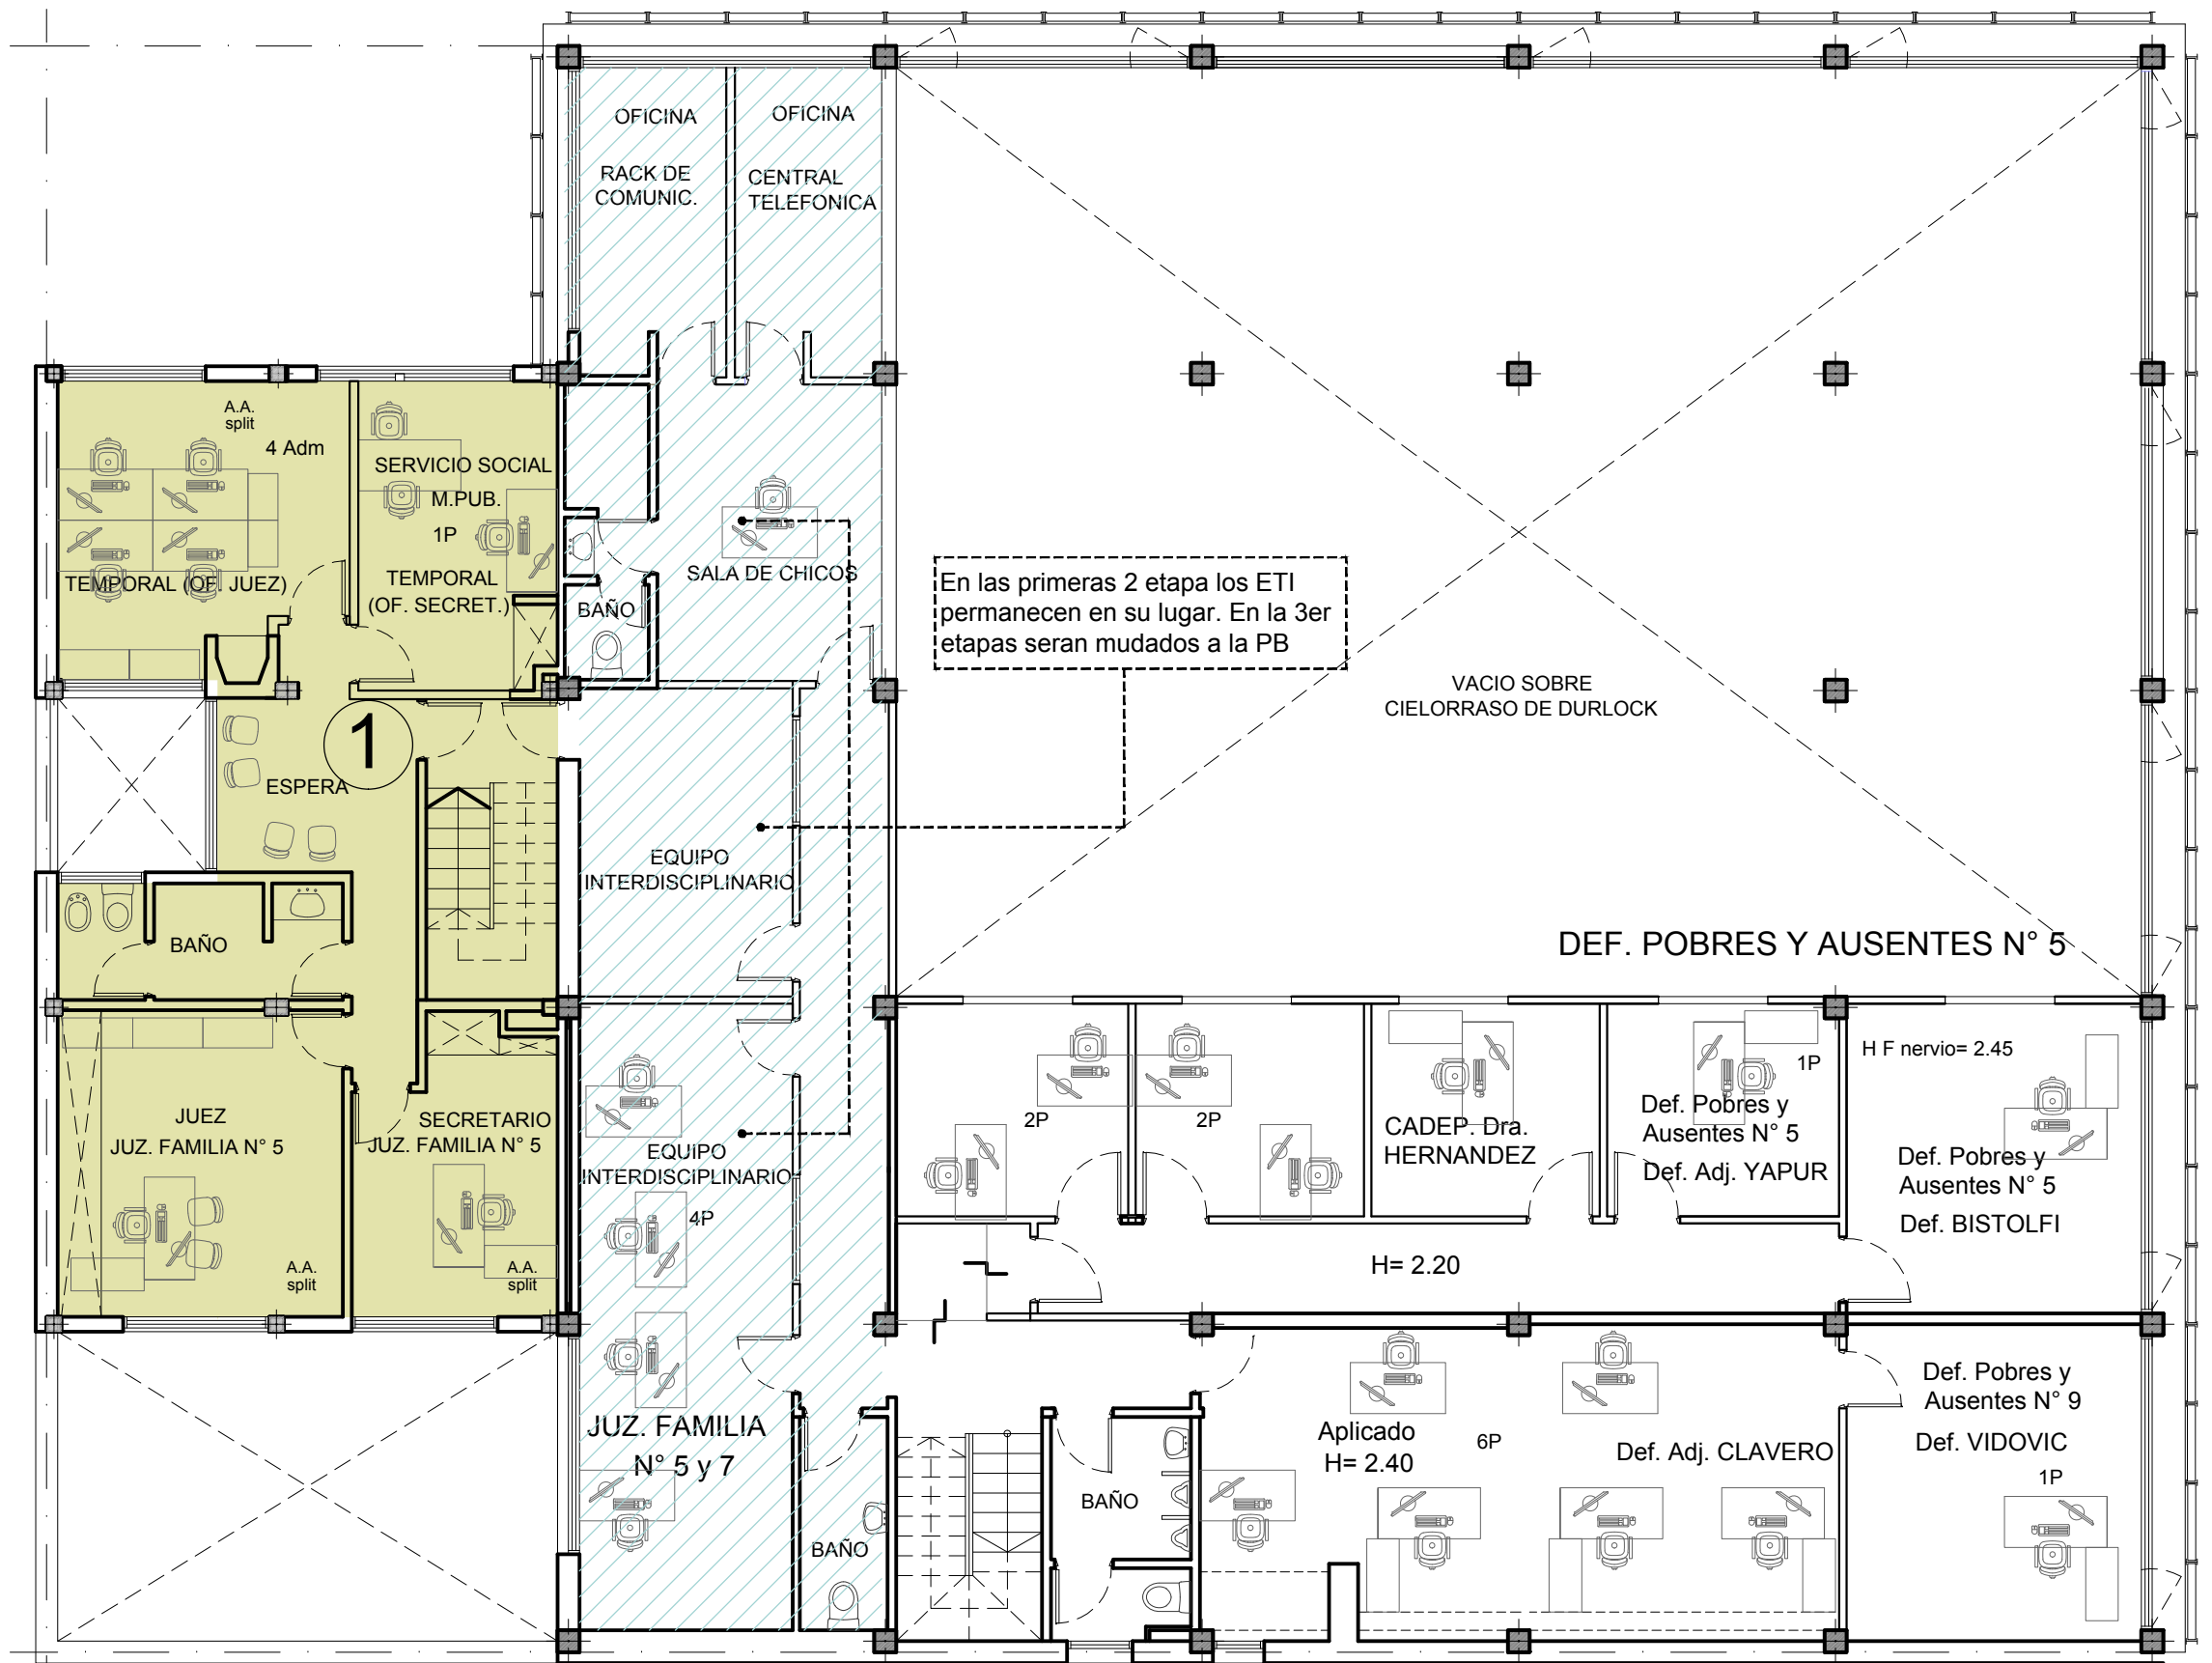 OFICINA
RACK DE
COMUNIC.
OFICINA
CENTRAL
TELEFONICA
A.A.
split
4 Adm
TEMPORAL (OF. JUEZ)
SERVICIO SOCIAL
M.PUB.
1P
TEMPORAL
(OF. SECRET.)
BAÑO
SALA DE CHICOS
En las primeras 2 etapa los ETI
permanecen en su lugar. En la 3er
etapas seran mudados a la PB
VACIO SOBRE
CIELORRASO DE DURLOCK
1
ESPERA
EQUIPO
INTERDISCIPLINARIO
BAÑO
DEF. POBRES Y AUSENTES N° 5
JUEZ
JUZ. FAMILIA N° 5
A.A.
split
SECRETARIO
JUZ. FAMILIA N° 5
A.A.
split
EQUIPO
INTERDISCIPLINARIO
4P
2P
2P
CADEP. Dra.
HERNANDEZ
1P
Def. Pobres y
Ausentes N° 5
Def. Adj. YAPUR
H F nervio= 2.45
Def. Pobres y
Ausentes N° 5
Def. BISTOLFI
H= 2.20
JUZ. FAMILIA
N° 5 y 7
BAÑO
BAÑO
Aplicado
H= 2.40
6P
Def. Adj. CLAVERO
Def. Pobres y
Ausentes N° 9
Def. VIDOVIC
1P